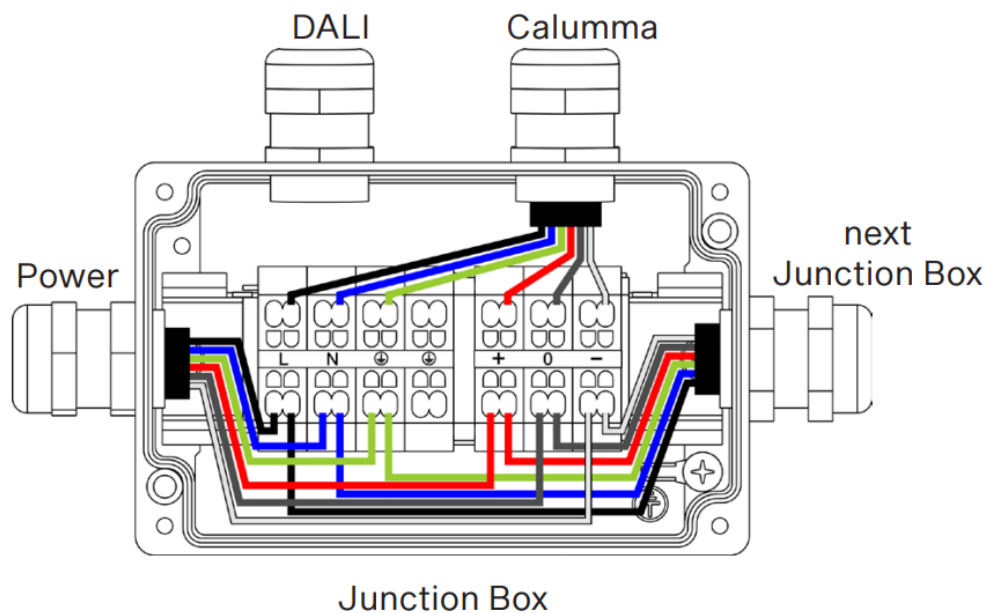 DALI
Calumma
Power
next
Junction Box
L N ⏚ ⏚ + 0 −
Junction Box